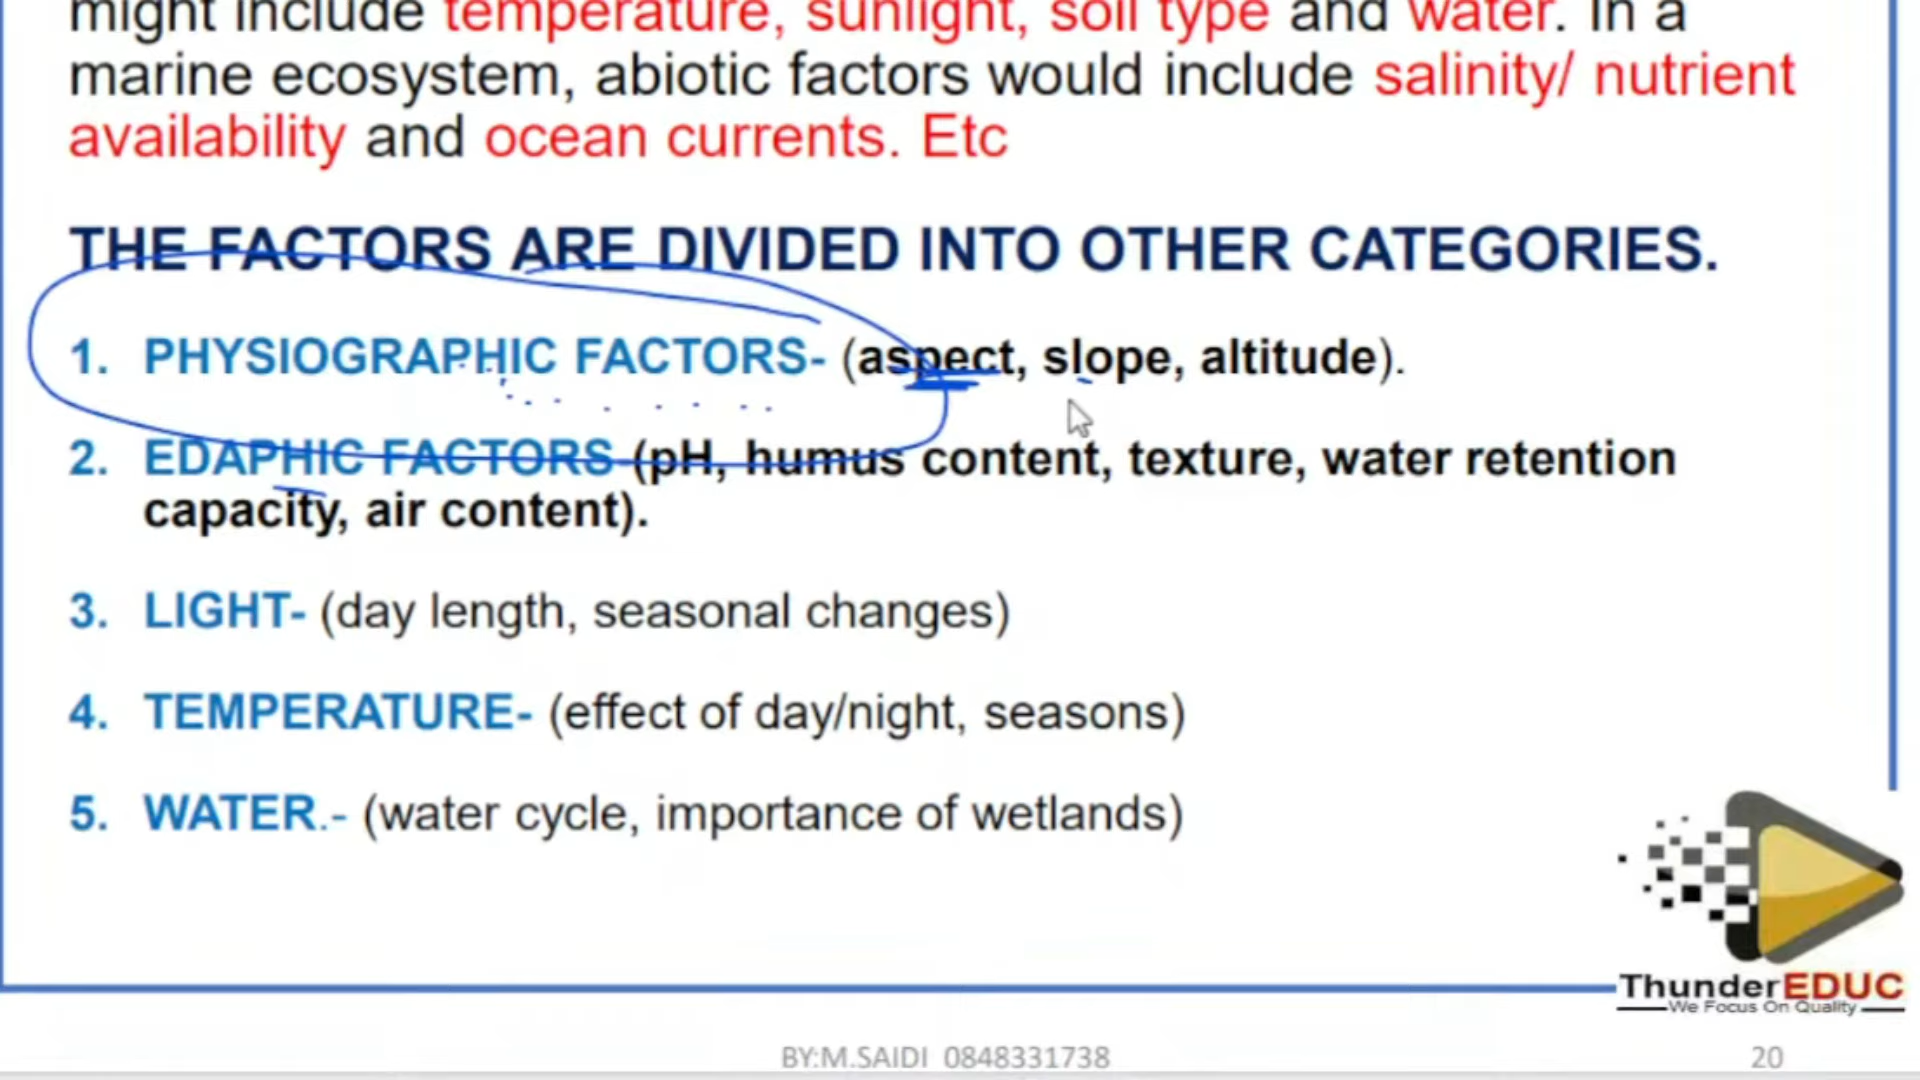 might include temperature, sunlight, soil type and water. In a
marine ecosystem, abiotic factors would include salinity/ nutrient
availability and ocean currents. Etc
THE FACTORS ARE DIVIDED INTO OTHER CATEGORIES.
1. PHYSIOGRAPHIC FACTORS- (aspect, slope, altitude).
2. EDAPHIC FACTORS-(pH, humus content, texture, water retention
capacity, air content).
3. LIGHT- (day length, seasonal changes)
4. TEMPERATURE- (effect of day/night, seasons)
5. WATER.- (water cycle, importance of wetlands)
ThunderEDUC
We Focus On Quality
BY:M.SAIDI 0848331738
20